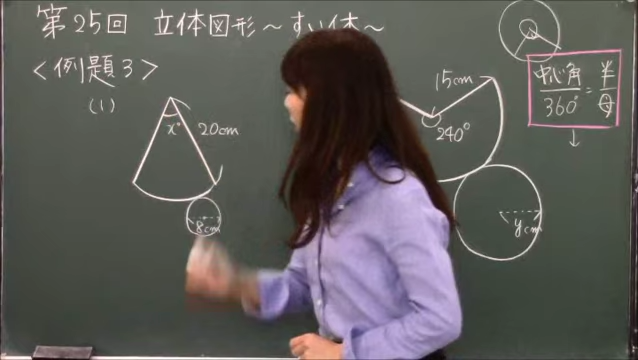 第25回 立体図形～すい体～
<例題3>
(1)
x°
20cm
8cm
15cm
240°
ycm
中心角/360° = 半/母
↓